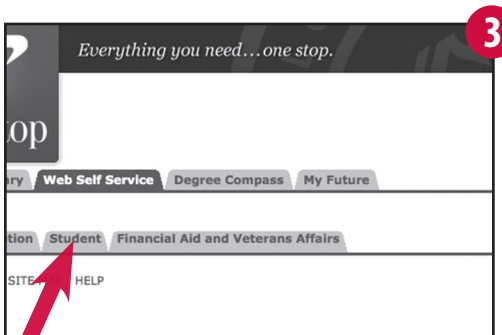 3
Everything you need...one stop.
op
ry Web Self Service Degree Compass My Future
tion Student Financial Aid and Veterans Affairs
SITE MAP HELP